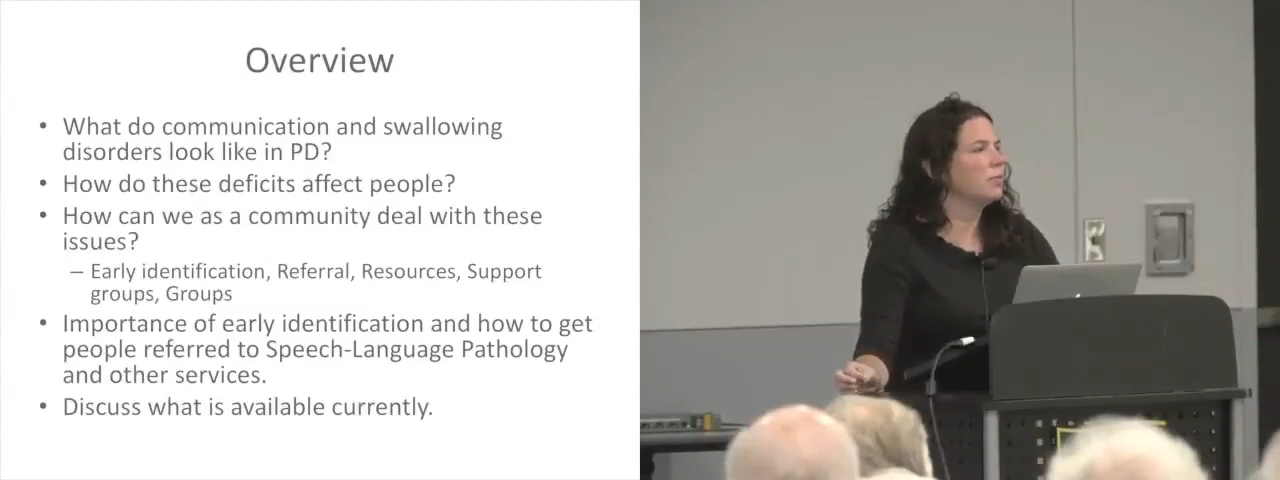 Overview
• What do communication and swallowing
disorders look like in PD?
• How do these deficits affect people?
• How can we as a community deal with these
issues?
– Early identification, Referral, Resources, Support
groups, Groups
• Importance of early identification and how to get
people referred to Speech-Language Pathology
and other services.
• Discuss what is available currently.